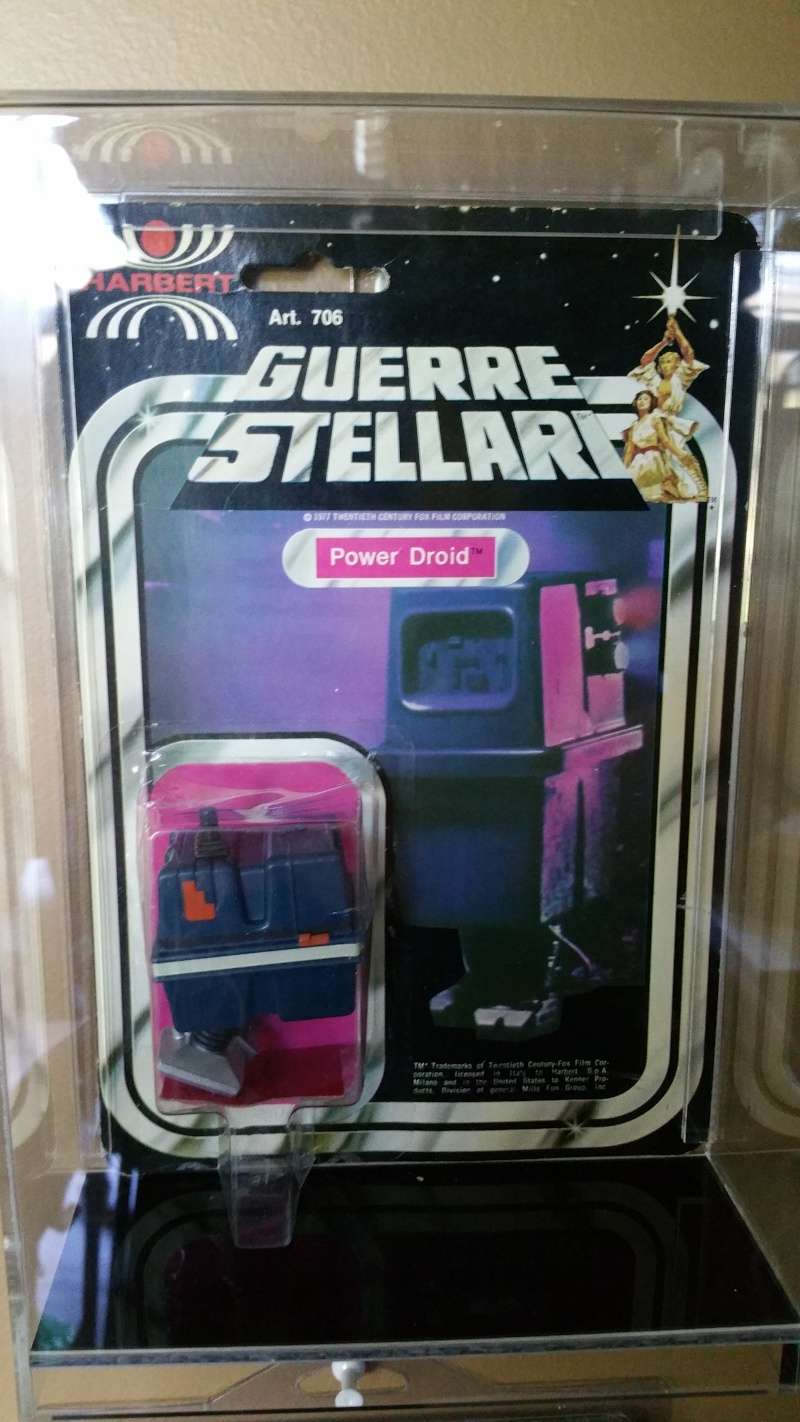 HARBERT
Art. 706
GUERRE
STELLARI
© 1977 TWENTIETH CENTURY FOX FILM CORPORATION
Power Droid™
TM* Trademarks of Twentieth Century-Fox Film Cor-
poration, licensed in Italy to Harbert S.p.A.
Milano and in the United States to Kenner Pro-
ducts, Division of general Mills Fun Group, Inc.